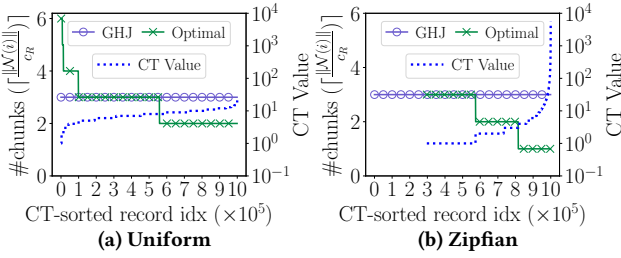 GHJ Optimal
CT Value
#chunks (⌈‖N(i)‖/c_R⌉)
6
4
2
0
10^4
10^3
10^2
10^1
10^0
10^−1
CT Value
0 1 2 3 4 5 6 7 8 9 10
CT-sorted record idx (×10^5)
(a) Uniform
GHJ Optimal
CT Value
#chunks (⌈‖N(i)‖/c_R⌉)
6
4
2
0
10^4
10^3
10^2
10^1
10^0
10^−1
CT Value
0 1 2 3 4 5 6 7 8 9 10
CT-sorted record idx (×10^5)
(b) Zipfian